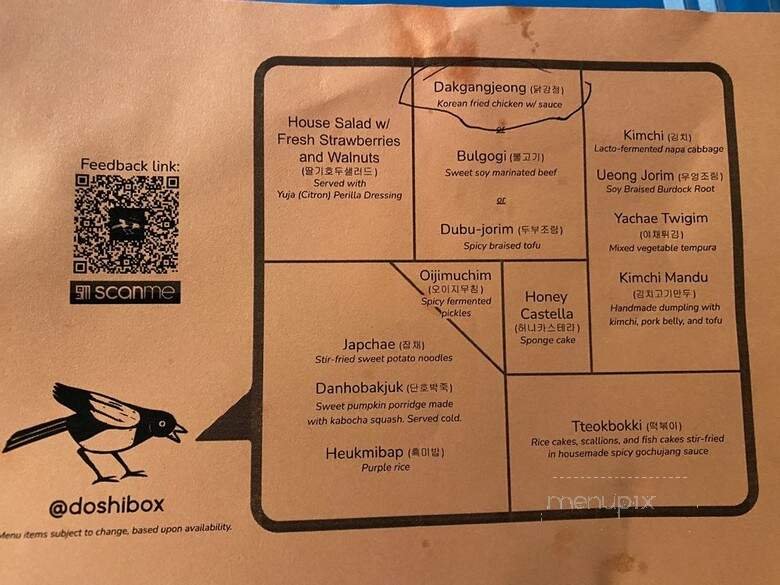 Feedback link:
scanme
@doshibox
Menu items subject to change, based upon availability.
House Salad w/
Fresh Strawberries
and Walnuts
(딸기호두샐러드)
Served with
Yuja (Citron) Perilla Dressing
Dakgangjeong (닭강정)
Korean fried chicken w/ sauce
or
Bulgogi (불고기)
Sweet soy marinated beef
or
Dubu-jorim (두부조림)
Spicy braised tofu
Kimchi (김치)
Lacto-fermented napa cabbage
Ueong Jorim (우엉조림)
Soy Braised Burdock Root
Yachae Twigim
(야채튀김)
Mixed vegetable tempura
Kimchi Mandu
(김치고기만두)
Handmade dumpling with
kimchi, pork belly, and tofu
Oijimuchim
(오이지무침)
Spicy fermented
pickles
Honey
Castella
(허니카스테라)
Sponge cake
Japchae (잡채)
Stir-fried sweet potato noodles
Danhobakjuk (단호박죽)
Sweet pumpkin porridge made
with kabocha squash. Served cold.
Heukmibap (흑미밥)
Purple rice
Tteokbokki (떡볶이)
Rice cakes, scallions, and fish cakes stir-fried
in housemade spicy gochujang sauce
menupix